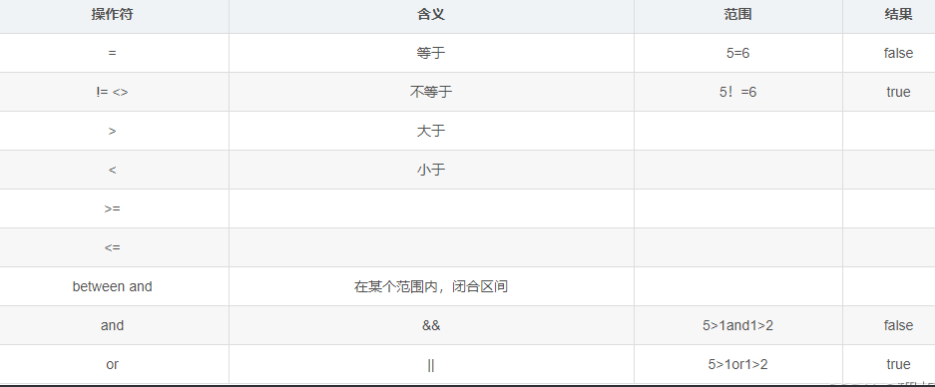 操作符 含义 范围 结果
= 等于 5=6 false
!= <> 不等于 5！=6 true
> 大于
< 小于
>=
<=
between and 在某个范围内，闭合区间
and && 5>1and1>2 false
or || 5>1or1>2 true